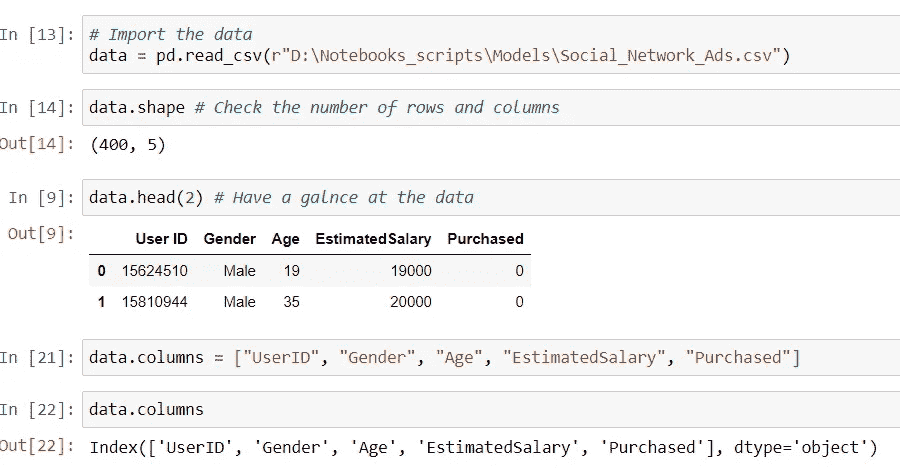 In [13]: # Import the data
data = pd.read_csv(r"D:\Notebooks_scripts\Models\Social_Network_Ads.csv")
In [14]: data.shape # Check the number of rows and columns
Out[14]: (400, 5)
In [9]: data.head(2) # Have a galnce at the data
Out[9]:
User ID Gender Age EstimatedSalary Purchased
0 15624510 Male 19 19000 0
1 15810944 Male 35 20000 0
In [21]: data.columns = ["UserID", "Gender", "Age", "EstimatedSalary", "Purchased"]
In [22]: data.columns
Out[22]: Index(['UserID', 'Gender', 'Age', 'EstimatedSalary', 'Purchased'], dtype='object')